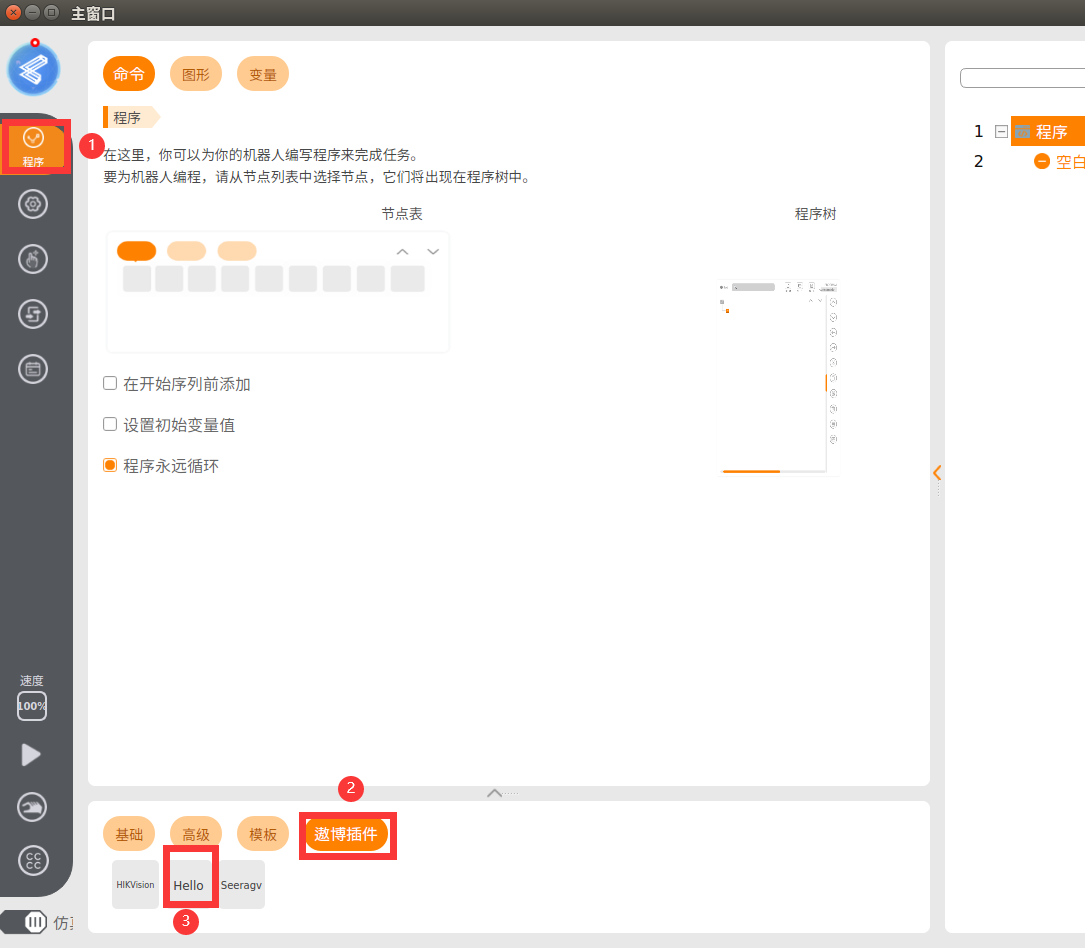 主窗口
命令 图形 变量
程序
程序
1
在这里，你可以为你的机器人编写程序来完成任务。
要为机器人编程，请从节点列表中选择节点，它们将出现在程序树中。
节点表 程序树
在开始序列前添加
设置初始变量值
程序永远循环
1 程序
2 空白
速度
100%
2
基础 高级 模板 遨博插件
HIKVision Hello Seeragv
3
CC
CC
仿